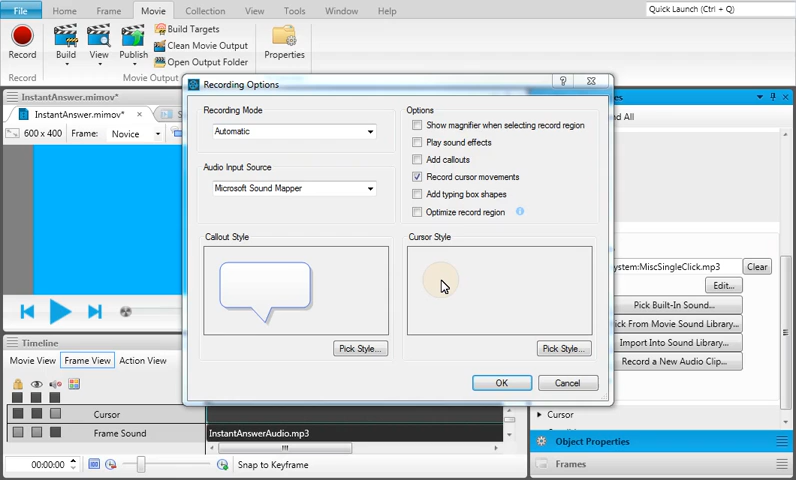 File Home Frame Movie Collection Review Tools Window Help Quick Launch (Ctrl + Q)
Record Build View Publish Build Targets Properties
Clean Movie Output
Open Output Folder
Record Movie Output
InstantAnswer.mimov*
InstantAnswer.mimov* S
600 x 400 Frame: Novice
Recording Options
Recording Mode
Automatic
Audio Input Source
Microsoft Sound Mapper
Options
Show magnifier when selecting record region
Play sound effects
Add callouts
Record cursor movements
Add typing box shapes
Optimize record region
Callout Style
Pick Style...
Cursor Style
Pick Style...
OK Cancel
es
nd All
ystem:MiscSingleClick.mp3 Clear
Edit...
Pick Built-In Sound...
ick From Movie Sound Library...
Import Into Sound Library...
Record a New Audio Clip...
Cursor
Object Properties
Frames
Timeline
Movie View Frame View Action View
Cursor
Frame Sound InstantAnswerAudio.mp3
00:00:00 Snap to Keyframe